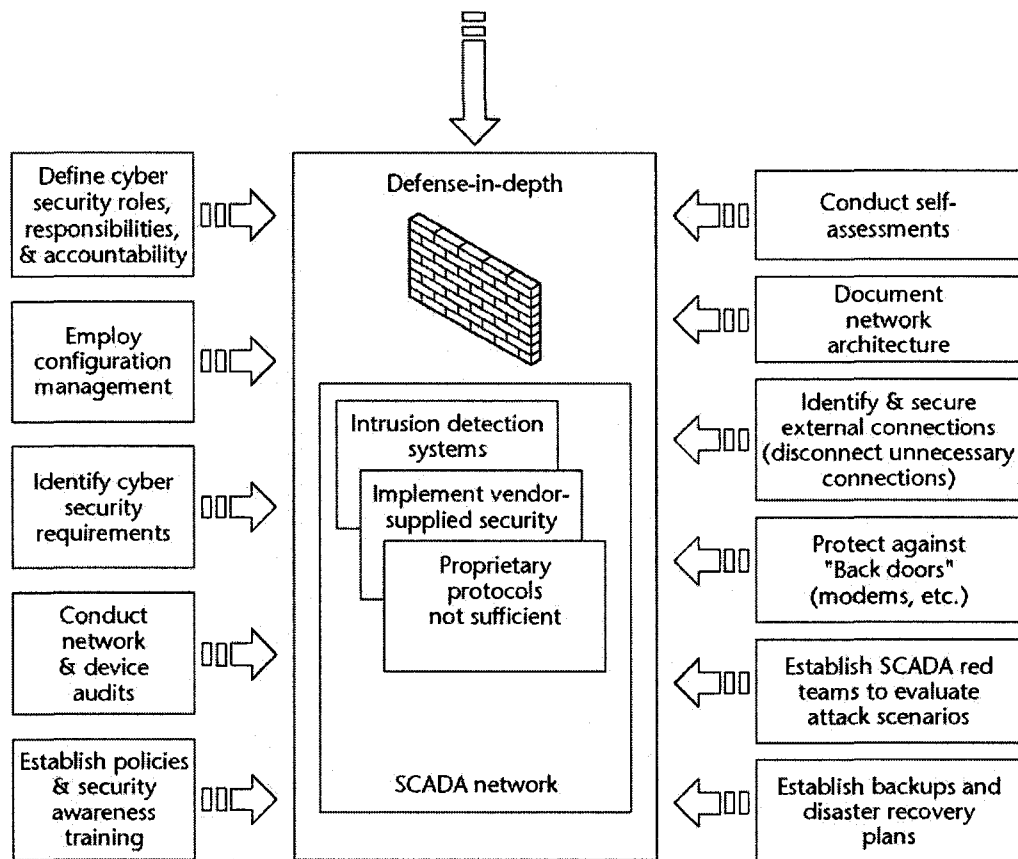 Define cyber
security roles,
responsibilities,
& accountability
Employ
configuration
management
Identify cyber
security
requirements
Conduct
network
& device
audits
Establish policies
& security
awareness
training
Defense-in-depth
Intrusion detection
systems
Implement vendor-
supplied security
Proprietary
protocols
not sufficient
SCADA network
Conduct self-
assessments
Document
network
architecture
Identify & secure
external connections
(disconnect unnecessary
connections)
Protect against
"Back doors"
(modems, etc.)
Establish SCADA red
teams to evaluate
attack scenarios
Establish backups and
disaster recovery
plans